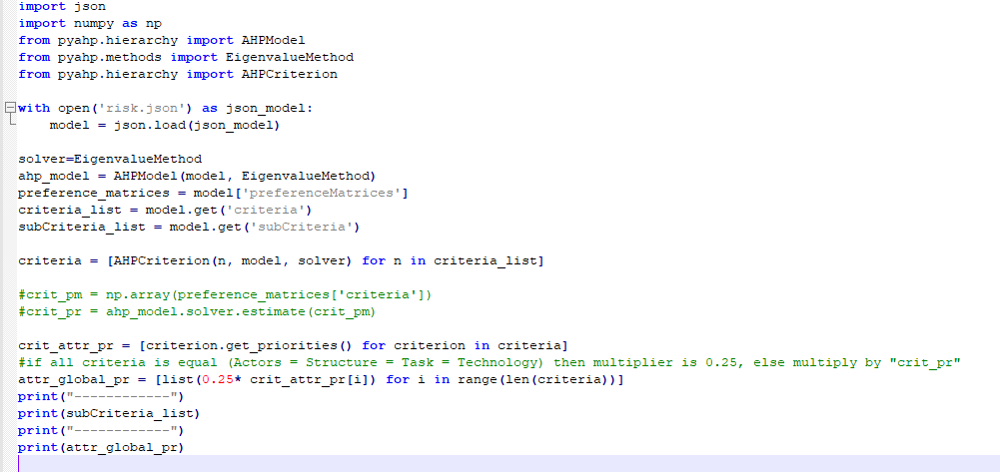 import json
import numpy as np
from pyahp.hierarchy import AHPModel
from pyahp.methods import EigenvalueMethod
from pyahp.hierarchy import AHPCriterion

with open('risk.json') as json_model:
    model = json.load(json_model)

solver=EigenvalueMethod
ahp_model = AHPModel(model, EigenvalueMethod)
preference_matrices = model['preferenceMatrices']
criteria_list = model.get('criteria')
subCriteria_list = model.get('subCriteria')

criteria = [AHPCriterion(n, model, solver) for n in criteria_list]

#crit_pm = np.array(preference_matrices['criteria'])
#crit_pr = ahp_model.solver.estimate(crit_pm)

crit_attr_pr = [criterion.get_priorities() for criterion in criteria]
#if all criteria is equal (Actors = Structure = Task = Technology) then multiplier is 0.25, else multiply by "crit_pr"
attr_global_pr = [list(0.25* crit_attr_pr[i]) for i in range(len(criteria))]
print("------------")
print(subCriteria_list)
print("------------")
print(attr_global_pr)